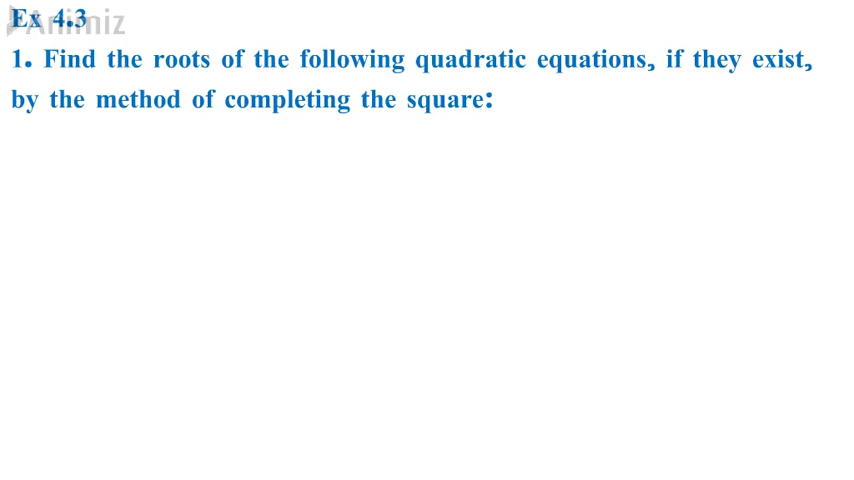 Ex 4.3
Animiz
1. Find the roots of the following quadratic equations, if they exist,
by the method of completing the square: